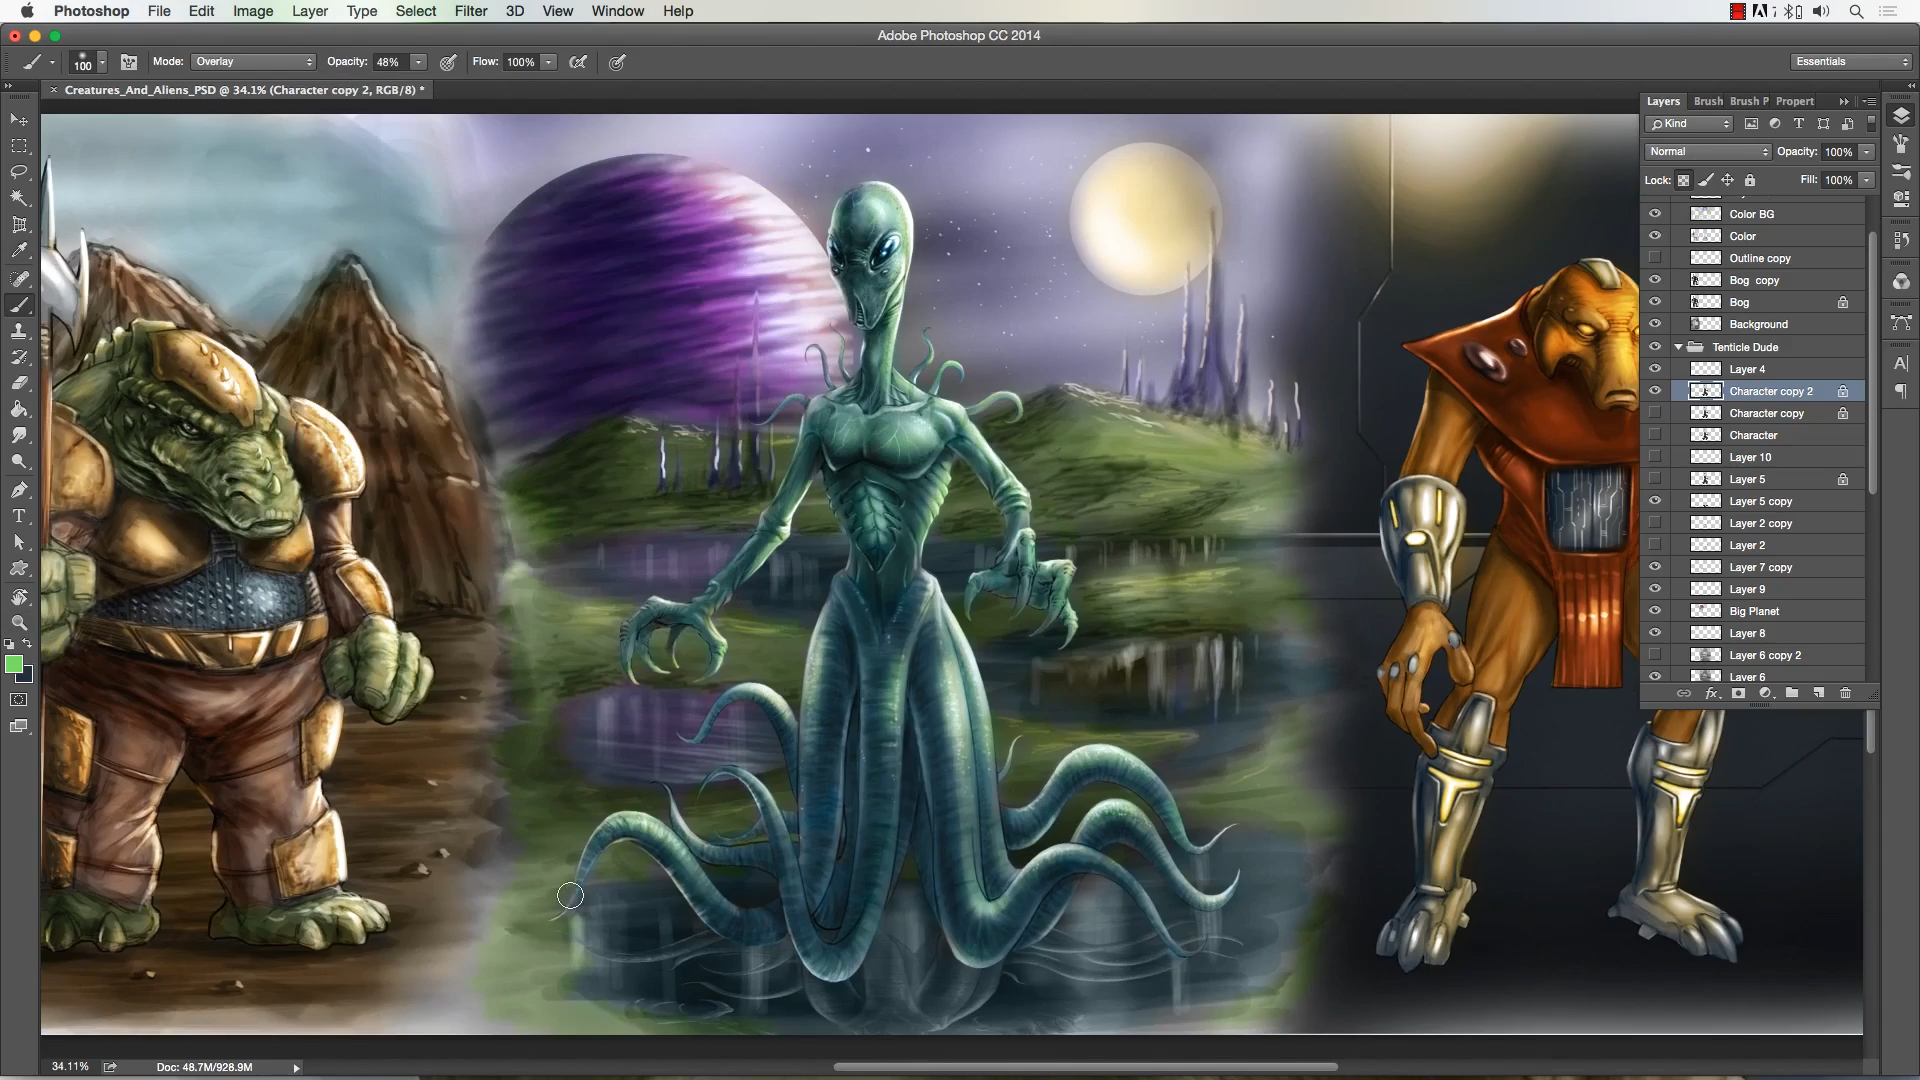 Photoshop File Edit Image Layer Type Select Filter 3D View Window Help
Adobe Photoshop CC 2014
100 Mode: Overlay Opacity: 48% Flow: 100% Essentials
× Creatures_And_Aliens_PSD @ 34.1% (Character copy 2, RGB/8) *
Layers Brush Brush P Propert
Kind
Normal Opacity: 100%
Lock: Fill: 100%
Color BG
Color
Outline copy
Bog copy
Bog
Background
Tenticle Dude
Layer 4
Character copy 2
Character copy
Character
Layer 10
Layer 5
Layer 5 copy
Layer 2 copy
Layer 2
Layer 7 copy
Layer 9
Big Planet
Layer 8
Layer 6 copy 2
Layer 6
fx
34.11% Doc: 48.7M/928.9M